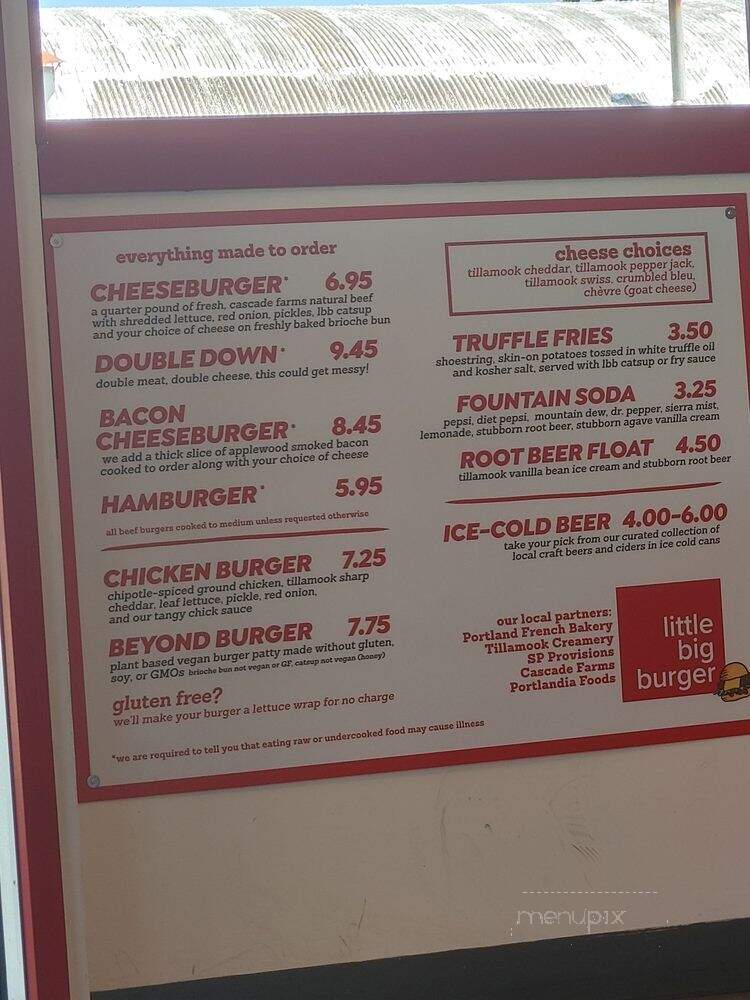 everything made to order
CHEESEBURGER* 6.95
a quarter pound of fresh, cascade farms natural beef
with shredded lettuce, red onion, pickles, lbb catsup
and your choice of cheese on freshly baked brioche bun
DOUBLE DOWN* 9.45
double meat, double cheese, this could get messy!
BACON
CHEESEBURGER* 8.45
we add a thick slice of applewood smoked bacon
cooked to order along with your choice of cheese
HAMBURGER* 5.95
all beef burgers cooked to medium unless requested otherwise
CHICKEN BURGER 7.25
chipotle-spiced ground chicken, tillamook sharp
cheddar, leaf lettuce, pickle, red onion,
and our tangy chick sauce
BEYOND BURGER 7.75
plant based vegan burger patty made without gluten,
soy, or GMOs brioche bun not vegan or GF, catsup not vegan (honey)
gluten free?
we'll make your burger a lettuce wrap for no charge
*we are required to tell you that eating raw or undercooked food may cause illness
cheese choices
tillamook cheddar, tillamook pepper jack,
tillamook swiss, crumbled bleu,
chèvre (goat cheese)
TRUFFLE FRIES 3.50
shoestring, skin-on potatoes tossed in white truffle oil
and kosher salt, served with lbb catsup or fry sauce
FOUNTAIN SODA 3.25
pepsi, diet pepsi, mountain dew, dr. pepper, sierra mist,
lemonade, stubborn root beer, stubborn agave vanilla cream
ROOT BEER FLOAT 4.50
tillamook vanilla bean ice cream and stubborn root beer
ICE-COLD BEER 4.00-6.00
take your pick from our curated collection of
local craft beers and ciders in ice cold cans
our local partners:
Portland French Bakery
Tillamook Creamery
SP Provisions
Cascade Farms
Portlandia Foods
little
big
burger
menupix